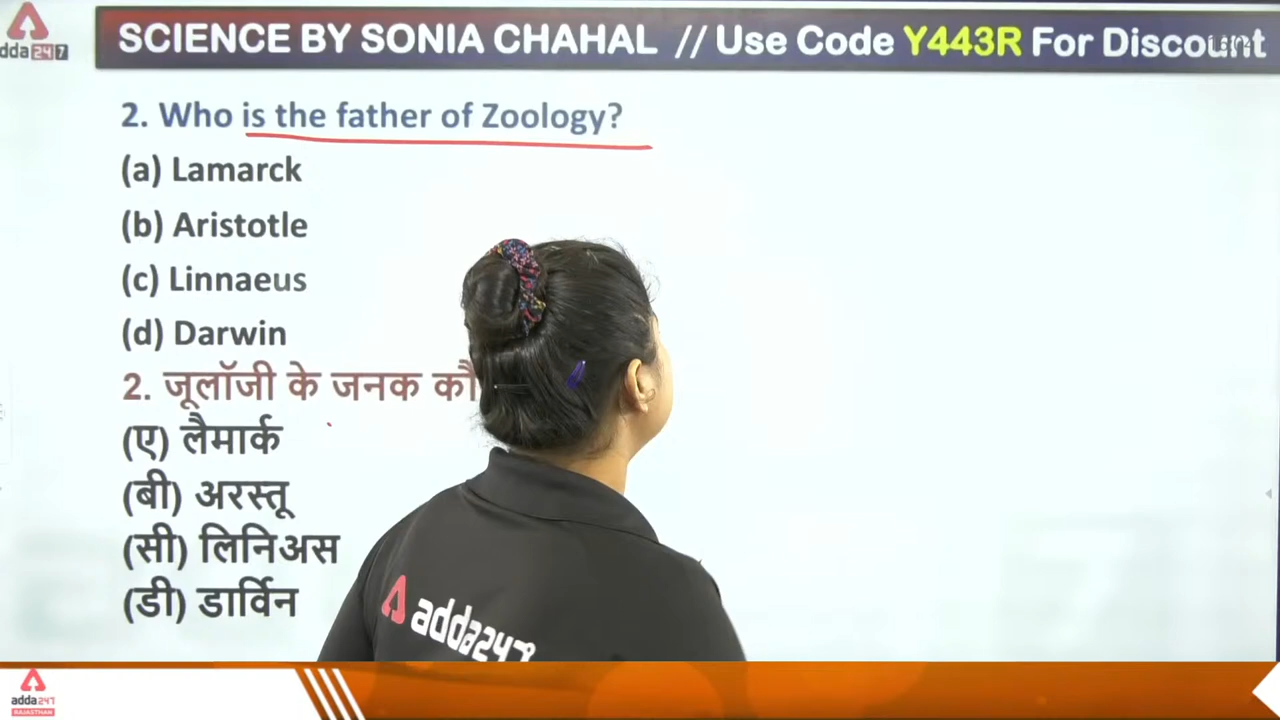 SCIENCE BY SONIA CHAHAL // Use Code Y443R For Discount
adda247
2. Who is the father of Zoology?
(a) Lamarck
(b) Aristotle
(c) Linnaeus
(d) Darwin
2. जूलॉजी के जनक
(ए) लैमार्क
(बी) अरस्तू
(सी) लिनिअस
(डी) डार्विन
adda247
adda247
RAJASTHAN